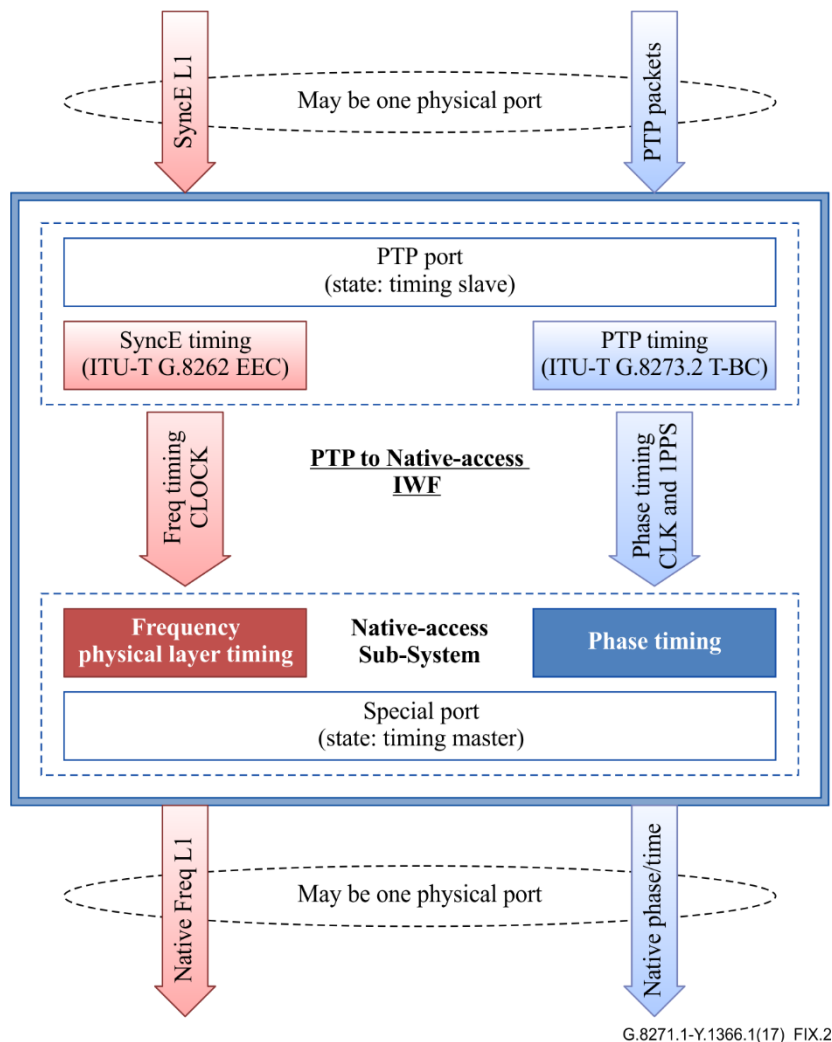 SyncE L1
PTP packets
May be one physical port
PTP port
(state: timing slave)
SyncE timing
(ITU-T G.8262 EEC)
PTP timing
(ITU-T G.8273.2 T-BC)
Freq timing
CLOCK
PTP to Native-access
IWF
Phase timing
CLK and 1PPS
Frequency
physical layer timing
Native-access
Sub-System
Phase timing
Special port
(state: timing master)
Native Freq L1
May be one physical port
Native phase/time
G.8271.1-Y.1366.1(17)_FIX.2